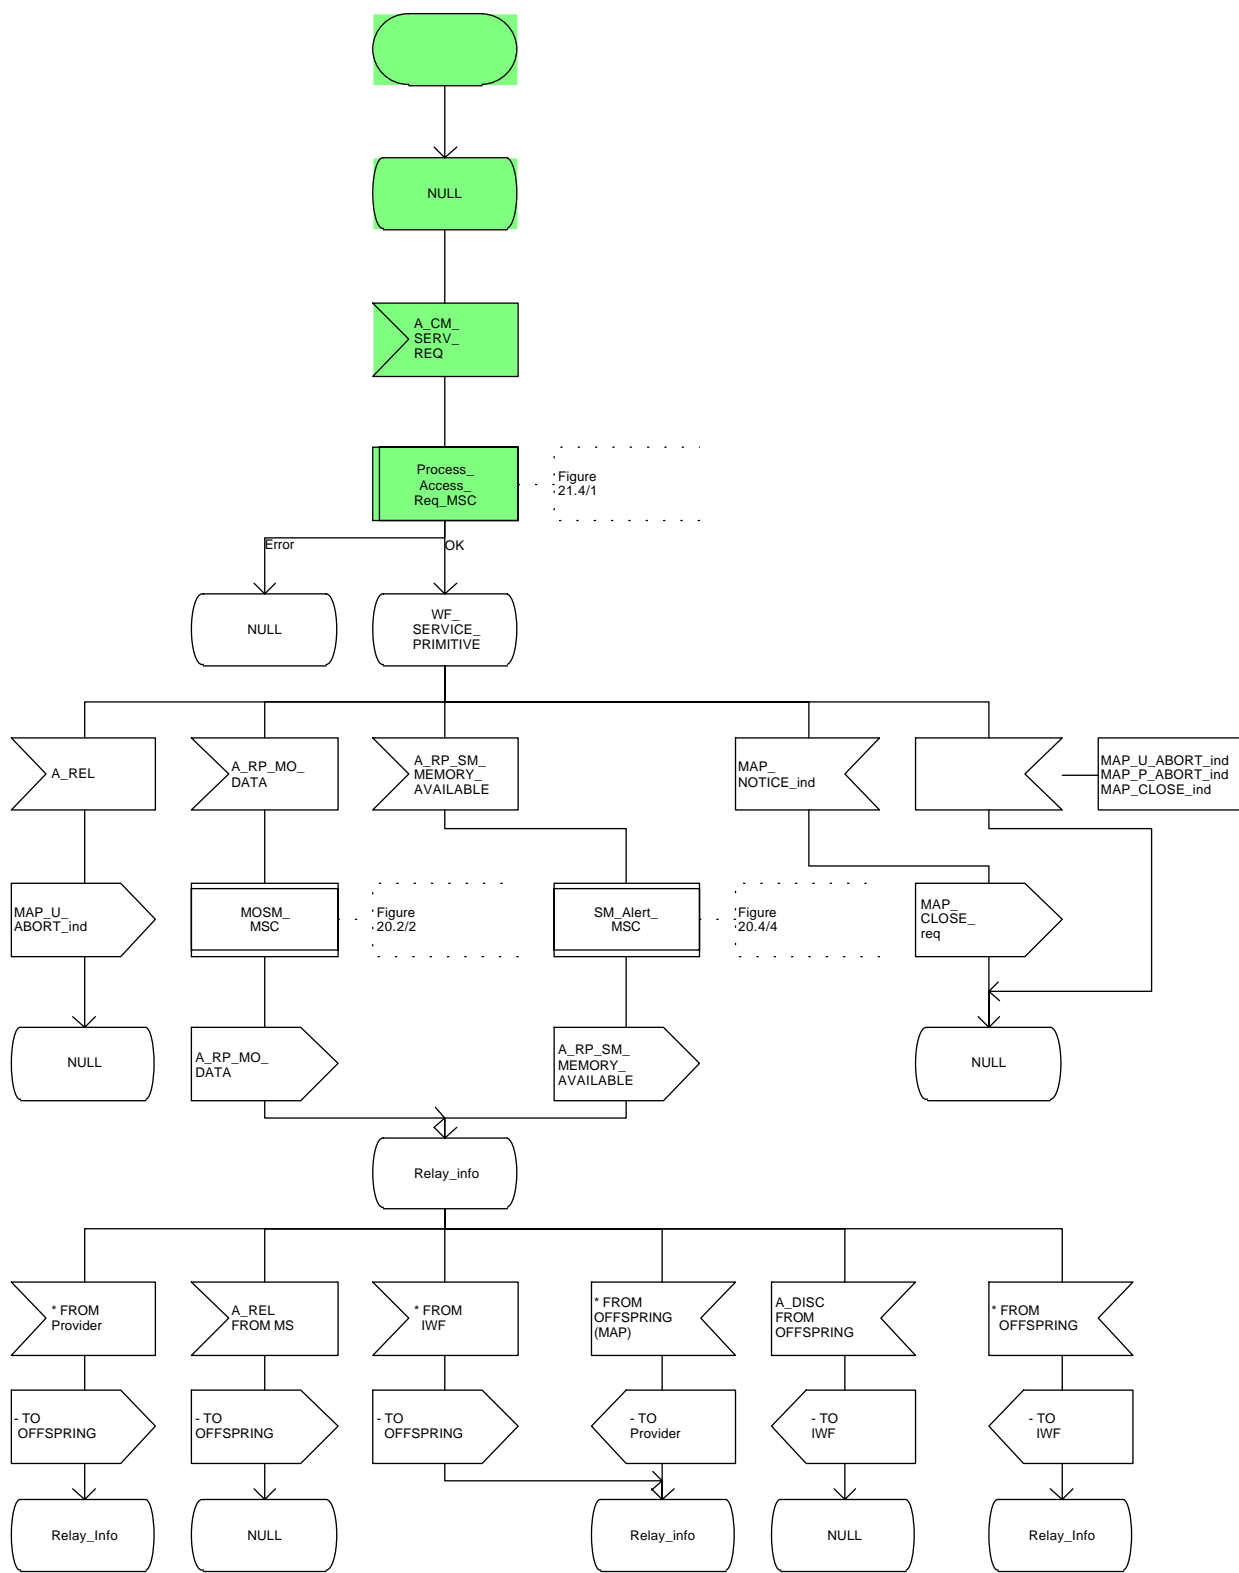 NULL
A_CM_
SERV_
REQ
Process_
Access_
Req_MSC
Figure
21.4/1
Error
OK
NULL
WF_
SERVICE_
PRIMITIVE
A_REL
A_RP_MO_
DATA
A_RP_SM_
MEMORY_
AVAILABLE
MAP_
NOTICE_ind
MAP_U_ABORT_ind
MAP_P_ABORT_ind
MAP_CLOSE_ind
MAP_U_
ABORT_ind
MOSM_
MSC
Figure
20.2/2
SM_Alert_
MSC
Figure
20.4/4
MAP_
CLOSE_
req
NULL
A_RP_MO_
DATA
A_RP_SM_
MEMORY_
AVAILABLE
NULL
Relay_info
* FROM
Provider
A_REL
FROM MS
* FROM
IWF
* FROM
OFFSPRING
(MAP)
A_DISC
FROM
OFFSPRING
* FROM
OFFSPRING
- TO
OFFSPRING
- TO
OFFSPRING
- TO
OFFSPRING
- TO
Provider
- TO
IWF
- TO
IWF
Relay_Info
NULL
Relay_info
NULL
Relay_Info